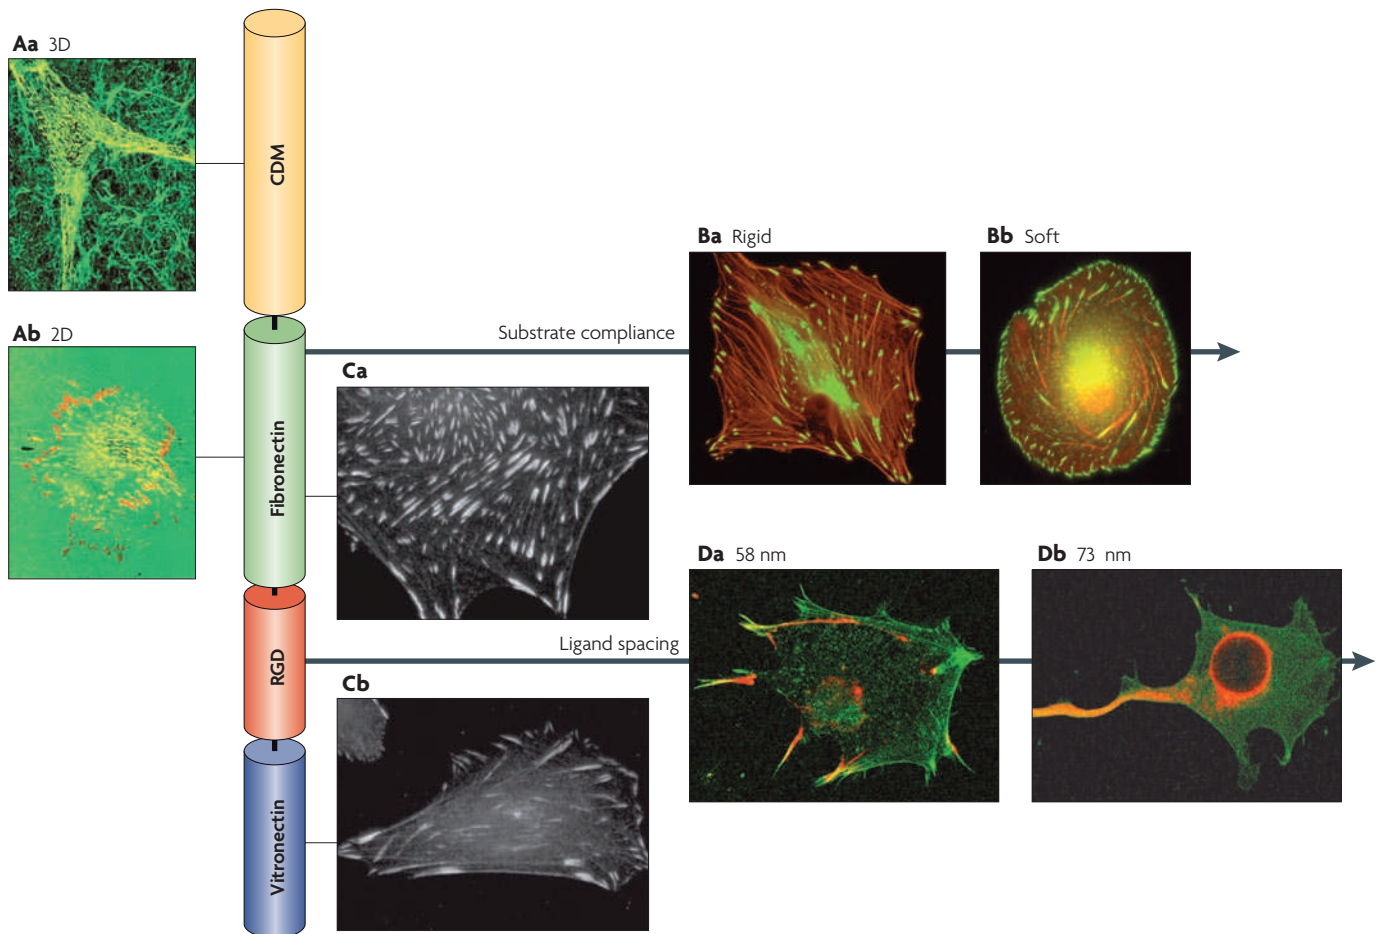 Aa 3D
CDM
Ba Rigid
Bb Soft
Ab 2D
Substrate compliance
Ca
Fibronectin
Da 58 nm
Db 73 nm
Ligand spacing
RGD
Cb
Vitronectin